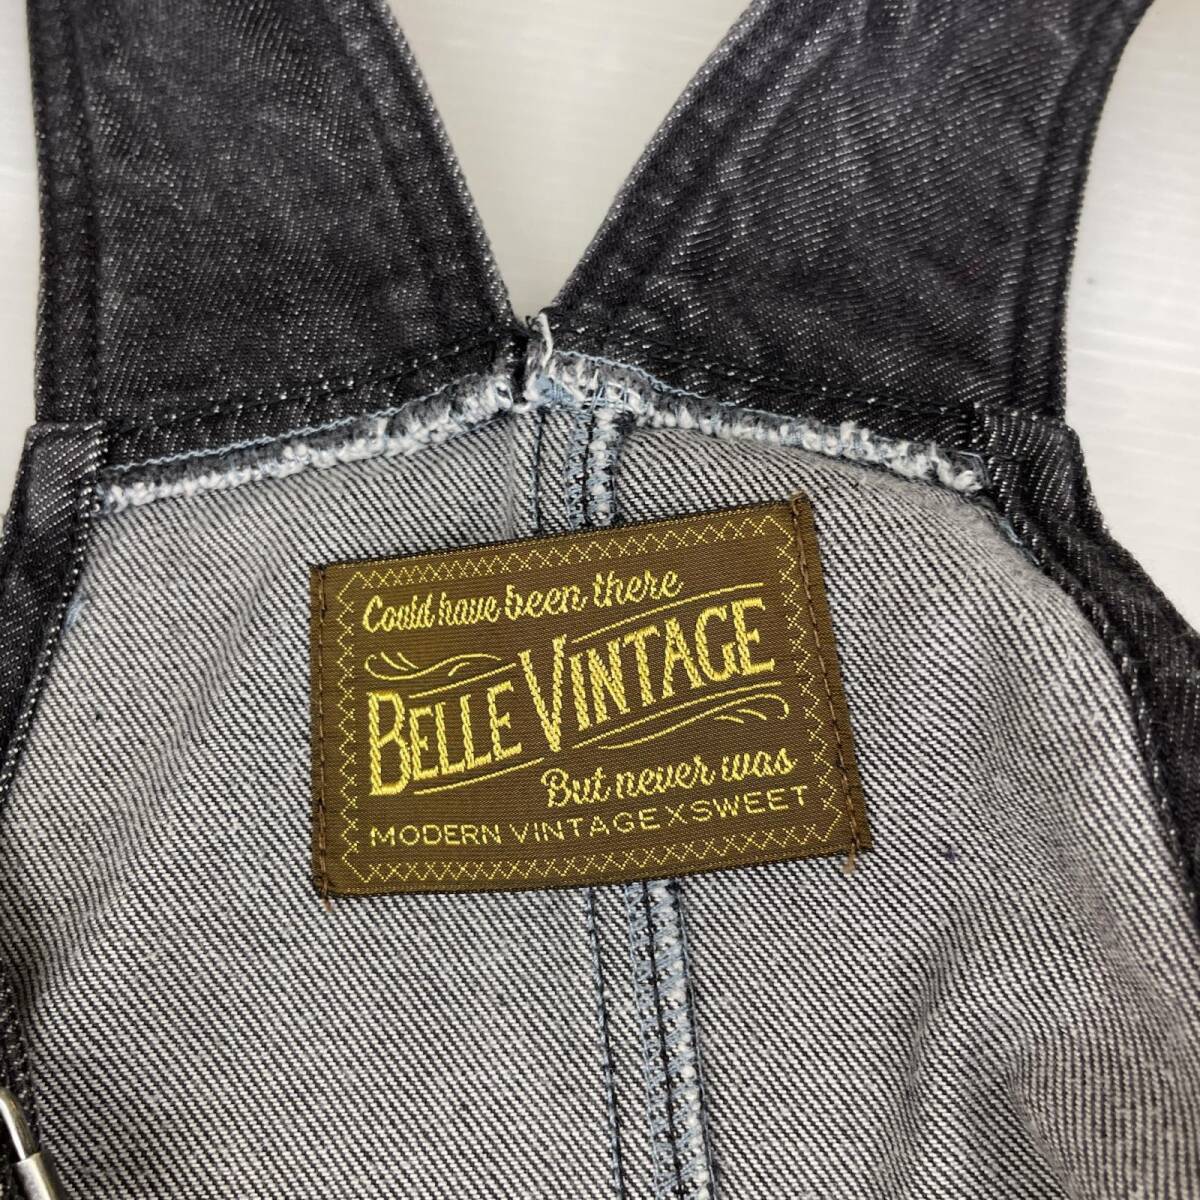 Could have been there
BELLE VINTAGE
But never was
MODERN VINTAGE X SWEET